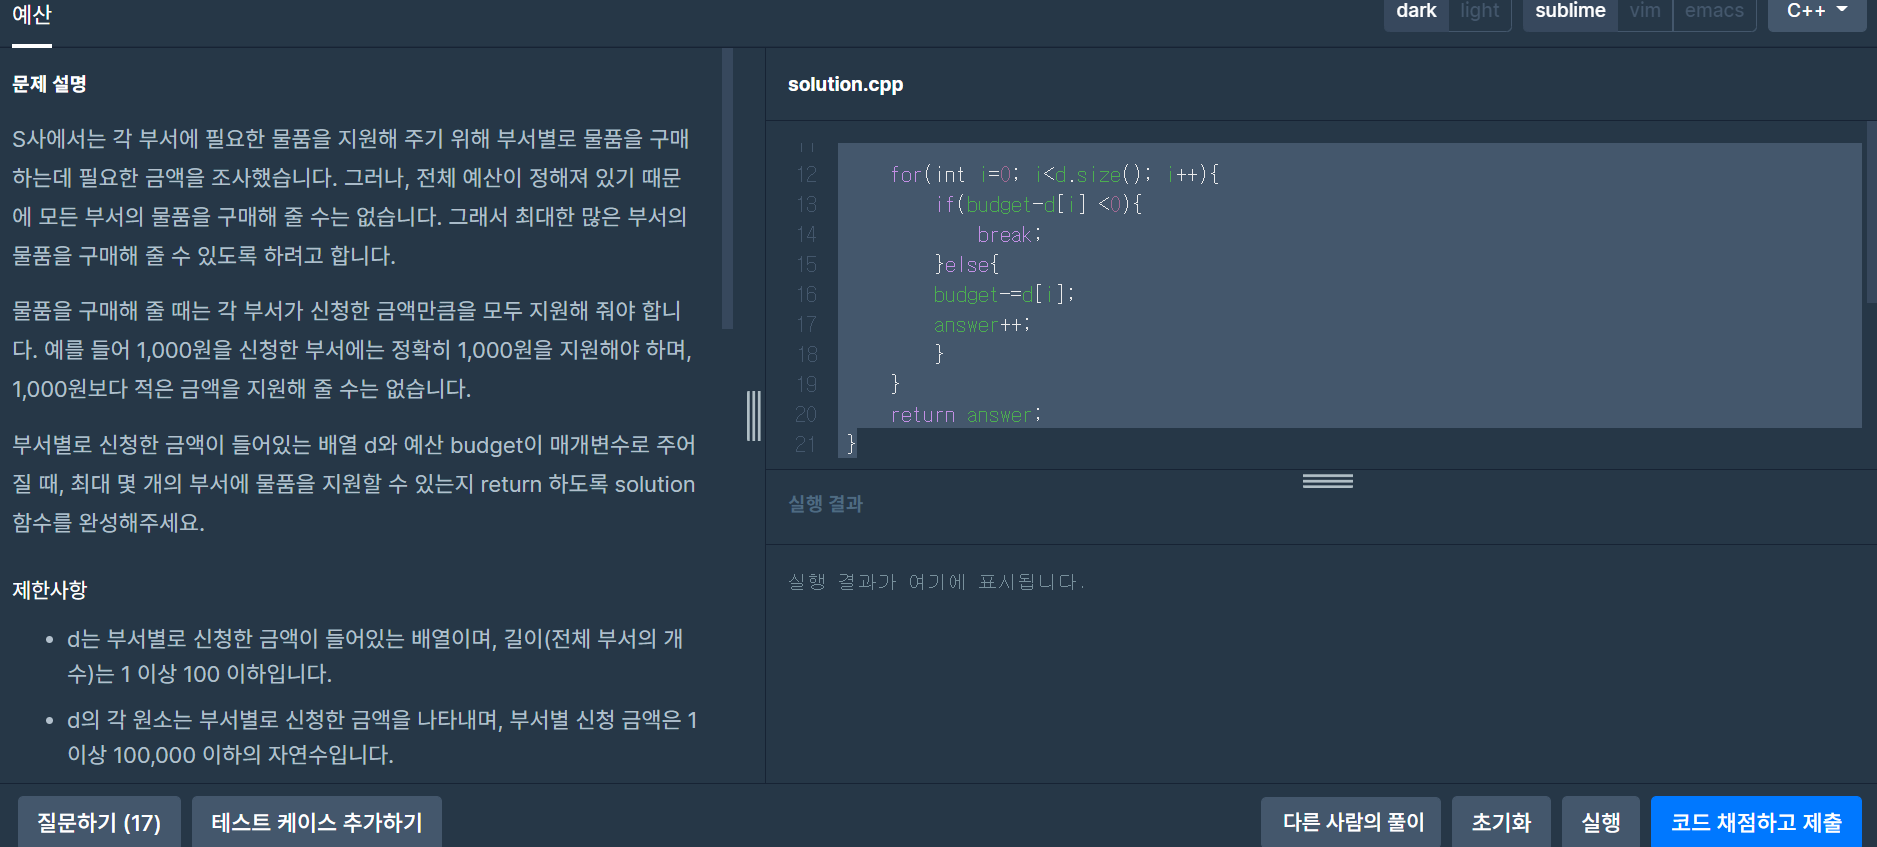 예산
dark light sublime vim emacs C++
문제 설명
S사에서는 각 부서에 필요한 물품을 지원해 주기 위해 부서별로 물품을 구매
하는데 필요한 금액을 조사했습니다. 그러나, 전체 예산이 정해져 있기 때문
에 모든 부서의 물품을 구매해 줄 수는 없습니다. 그래서 최대한 많은 부서의
물품을 구매해 줄 수 있도록 하려고 합니다.
물품을 구매해 줄 때는 각 부서가 신청한 금액만큼을 모두 지원해 줘야 합니
다. 예를 들어 1,000원을 신청한 부서에는 정확히 1,000원을 지원해야 하며,
1,000원보다 적은 금액을 지원해 줄 수는 없습니다.
부서별로 신청한 금액이 들어있는 배열 d와 예산 budget이 매개변수로 주어
질 때, 최대 몇 개의 부서에 물품을 지원할 수 있는지 return 하도록 solution
함수를 완성해주세요.
제한사항
• d는 부서별로 신청한 금액이 들어있는 배열이며, 길이(전체 부서의 개
수)는 1 이상 100 이하입니다.
• d의 각 원소는 부서별로 신청한 금액을 나타내며, 부서별 신청 금액은 1
이상 100,000 이하의 자연수입니다.
solution.cpp
11
12 for(int i=0; i<d.size(); i++){
13 if(budget-d[i] <0){
14 break;
15 }else{
16 budget-=d[i];
17 answer++;
18 }
19 }
20 return answer;
21 }
실행 결과
실행 결과가 여기에 표시됩니다.
질문하기 (17) 테스트 케이스 추가하기 다른 사람의 풀이 초기화 실행 코드 채점하고 제출